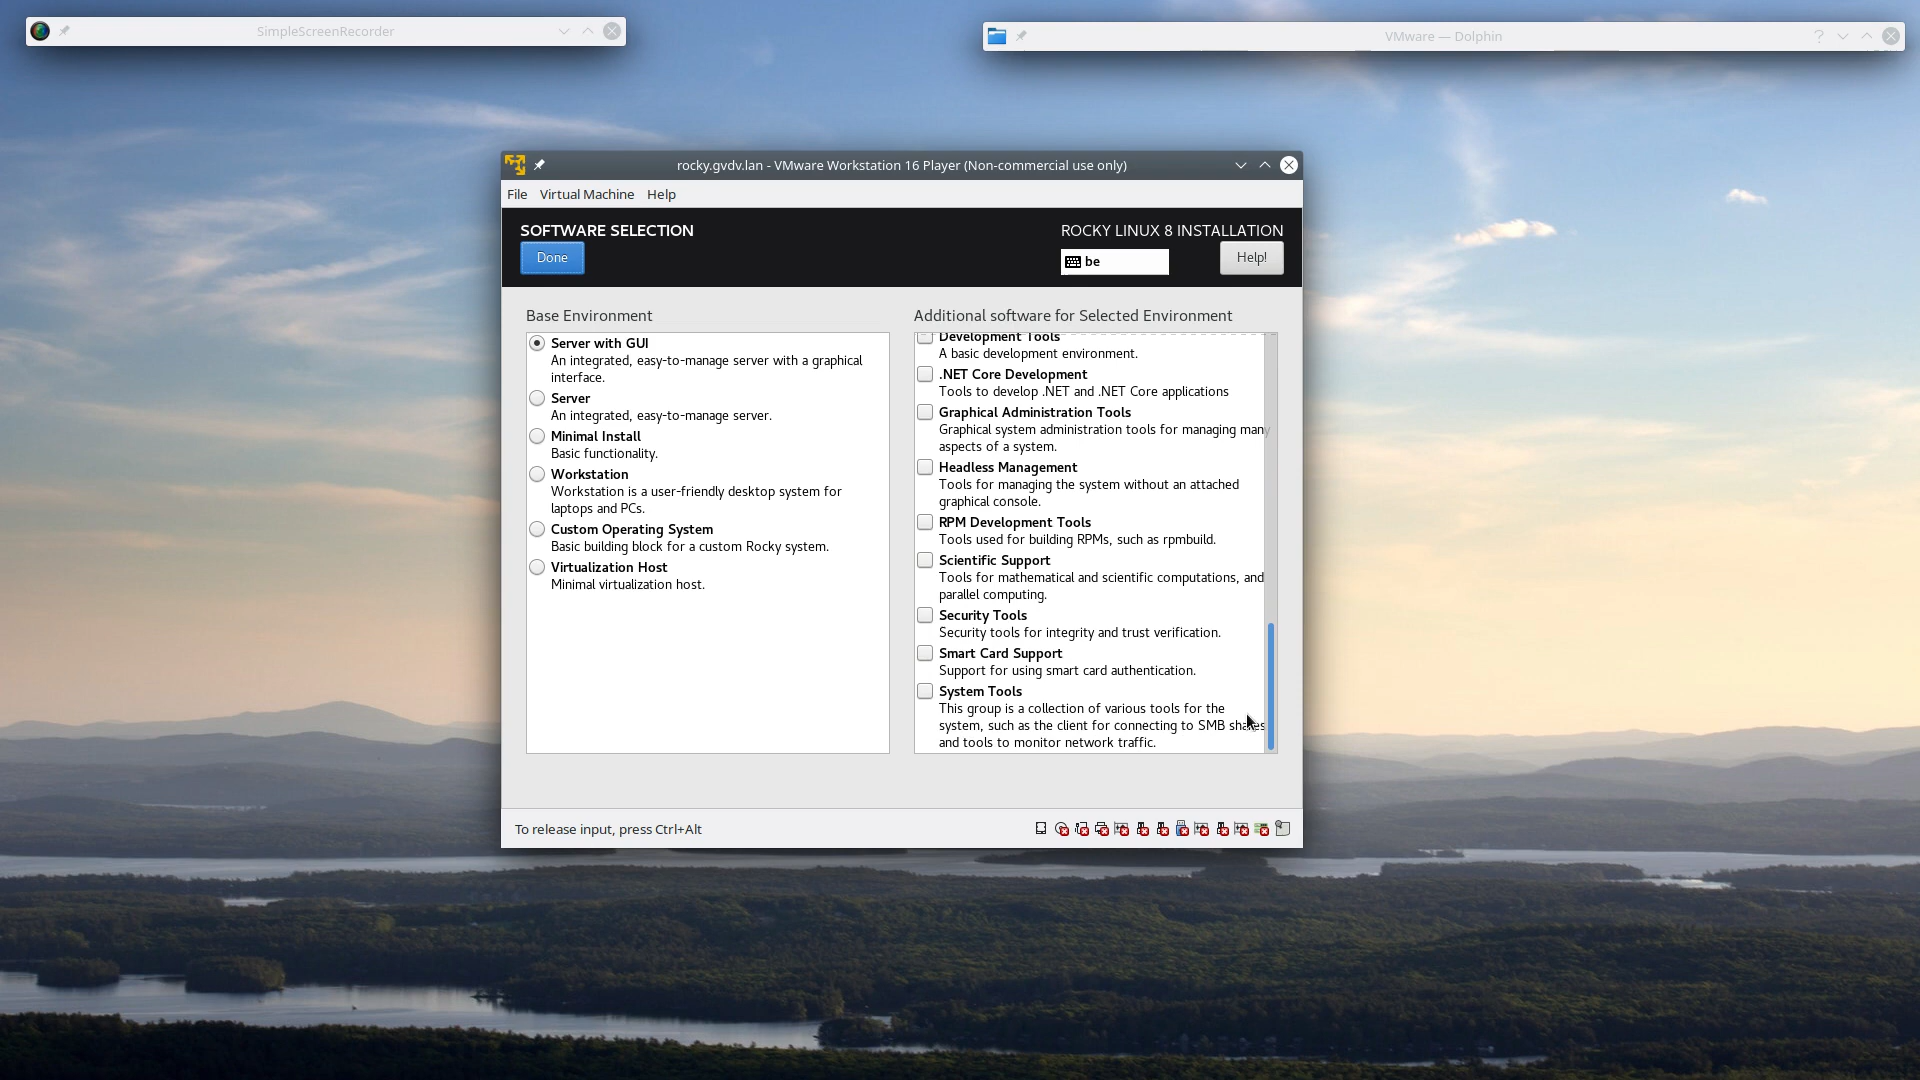 SimpleScreenRecorder
VMware — Dolphin
rocky.gvdv.lan - VMware Workstation 16 Player (Non-commercial use only)
File Virtual Machine Help
SOFTWARE SELECTION
ROCKY LINUX 8 INSTALLATION
Done
be
Help!
Base Environment
Server with GUI
An integrated, easy-to-manage server with a graphical
interface.
Server
An integrated, easy-to-manage server.
Minimal Install
Basic functionality.
Workstation
Workstation is a user-friendly desktop system for
laptops and PCs.
Custom Operating System
Basic building block for a custom Rocky system.
Virtualization Host
Minimal virtualization host.
Additional software for Selected Environment
Development Tools
A basic development environment.
.NET Core Development
Tools to develop .NET and .NET Core applications
Graphical Administration Tools
Graphical system administration tools for managing many
aspects of a system.
Headless Management
Tools for managing the system without an attached
graphical console.
RPM Development Tools
Tools used for building RPMs, such as rpmbuild.
Scientific Support
Tools for mathematical and scientific computations, and
parallel computing.
Security Tools
Security tools for integrity and trust verification.
Smart Card Support
Support for using smart card authentication.
System Tools
This group is a collection of various tools for the
system, such as the client for connecting to SMB shares
and tools to monitor network traffic.
To release input, press Ctrl+Alt